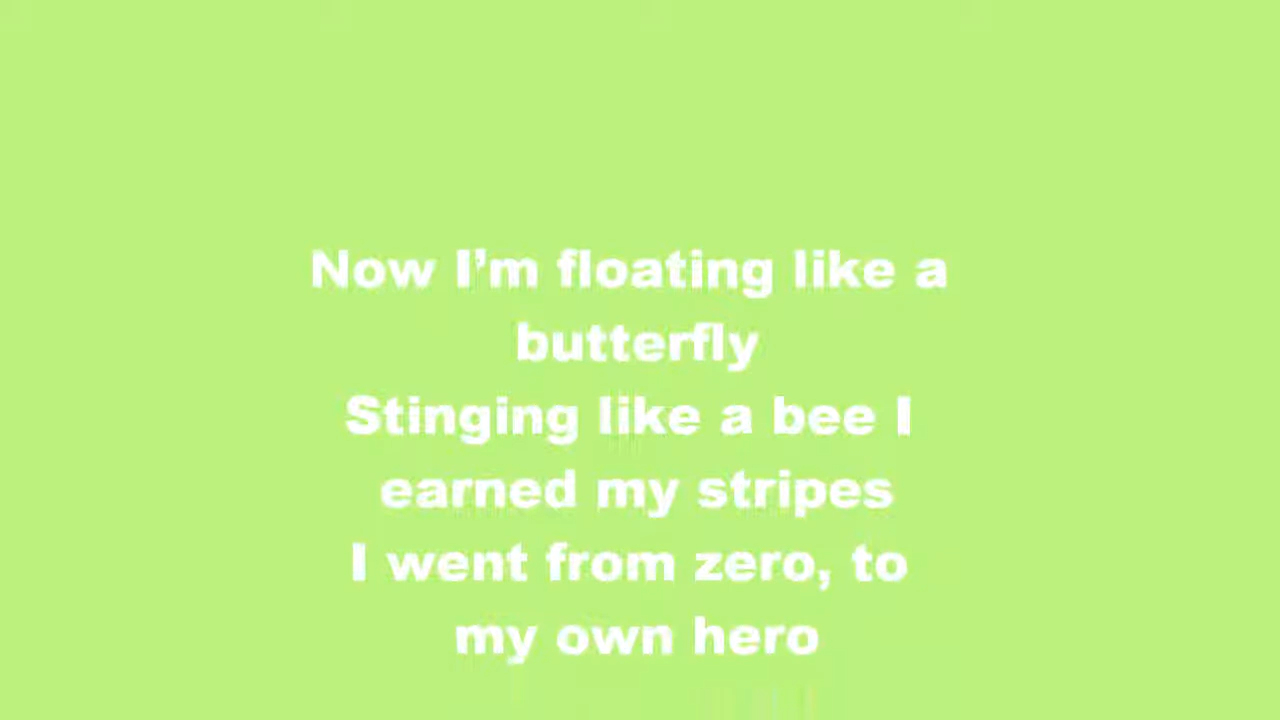 Now I’m floating like a
butterfly
Stinging like a bee I
earned my stripes
I went from zero, to
my own hero